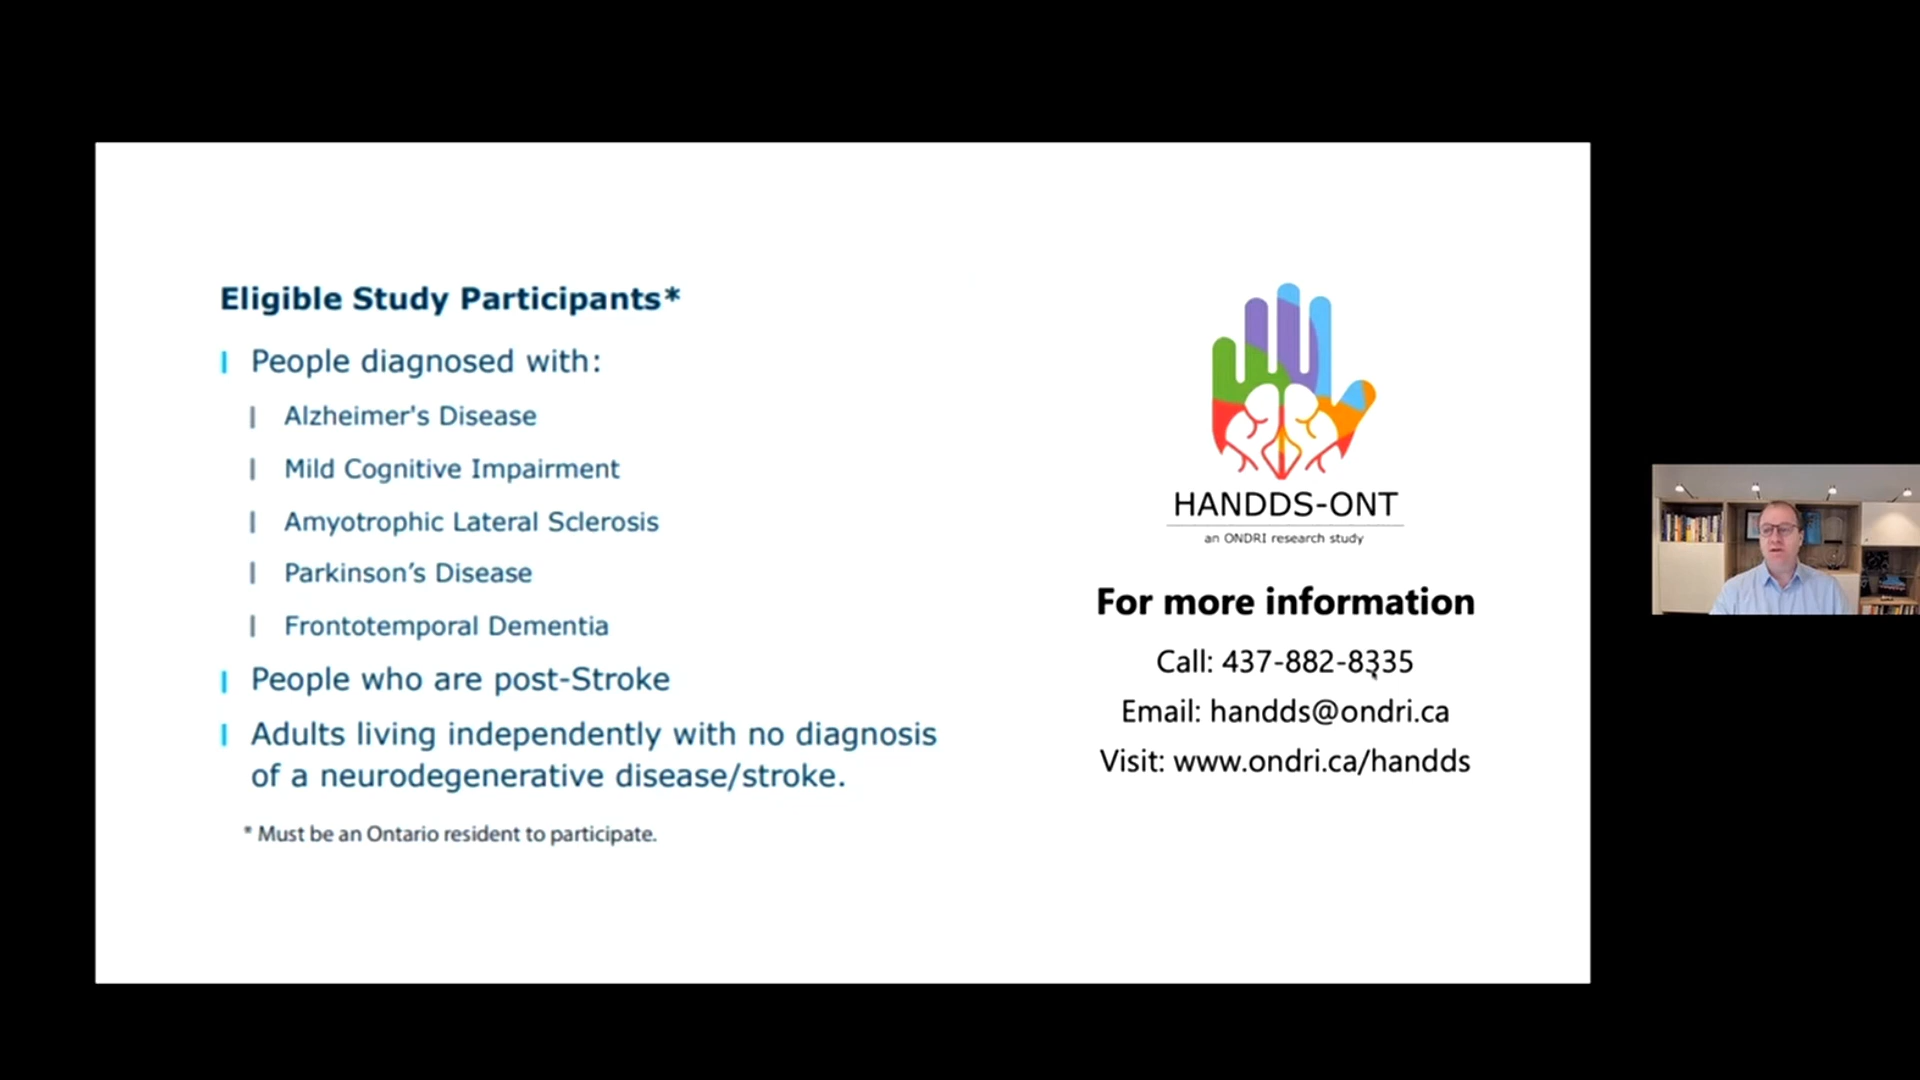 Eligible Study Participants*
People diagnosed with:
Alzheimer's Disease
Mild Cognitive Impairment
Amyotrophic Lateral Sclerosis
Parkinson’s Disease
Frontotemporal Dementia
People who are post-Stroke
Adults living independently with no diagnosis
of a neurodegenerative disease/stroke.
* Must be an Ontario resident to participate.
HANDDS-ONT
an ONDRI research study
For more information
Call: 437-882-8335
Email: handds@ondri.ca
Visit: www.ondri.ca/handds